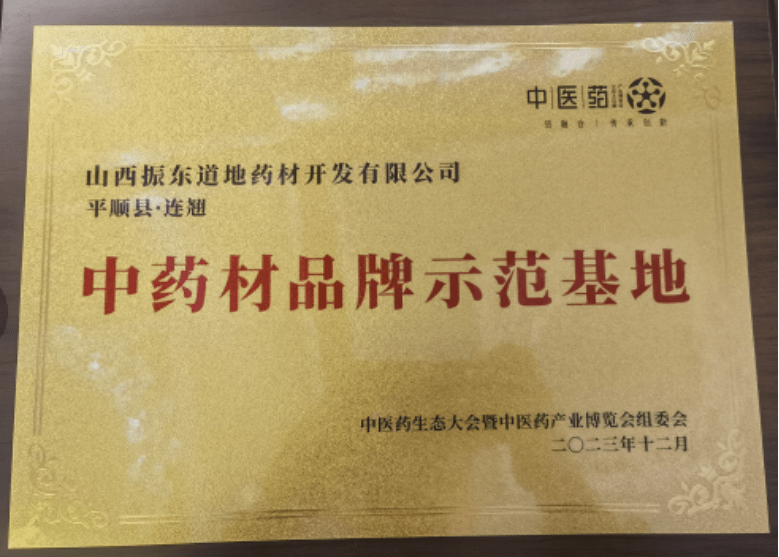 中医药
山西振东道地药材开发有限公司
平顺县·连翘
中药材品牌示范基地
中医药生态大会暨中医药产业博览会组委会
二〇二三年十二月